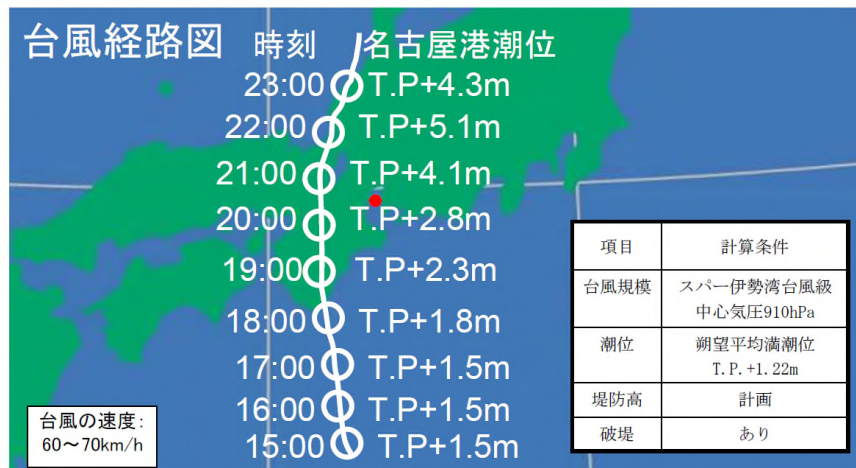 台風経路図 時刻 名古屋港潮位
23:00 T.P+4.3m
22:00 T.P+5.1m
21:00 T.P+4.1m
20:00 T.P+2.8m
19:00 T.P+2.3m
18:00 T.P+1.8m
17:00 T.P+1.5m
16:00 T.P+1.5m
15:00 T.P+1.5m
台風の速度:
60～70km/h
項目 計算条件
台風規模 スパー伊勢湾台風級
中心気圧910hPa
潮位 朔望平均満潮位
T.P.+1.22m
堤防高 計画
破堤 あり